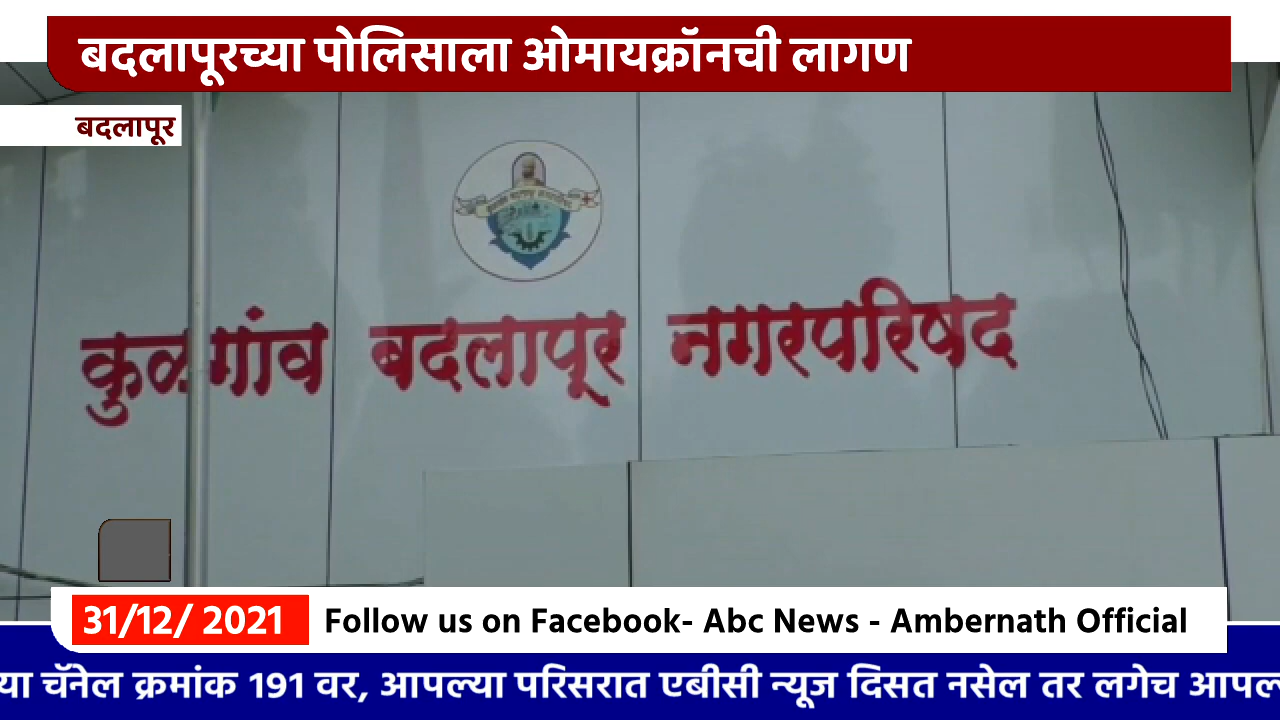 बदलापूरच्या पोलिसाला ओमायक्रॉनची लागण
बदलापूर
कुळगांव बदलापूर नगरपरिषद
31/12/ 2021 Follow us on Facebook- Abc News - Ambernath Official
या चॅनेल क्रमांक 191 वर, आपल्या परिसरात एबीसी न्यूज दिसत नसेल तर लगेच